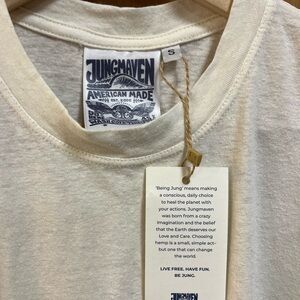 JUNGMAVEN
S
AMERICAN MADE
'Being Jung' means making
a conscious, daily choice
to heal the planet with
your actions. Jungmaven
was born from a crazy
imagination and the belief
that the Earth deserves our
Love and Care. Choosing
hemp is a small, simple act-
but one that can change
the world.
LIVE FREE. HAVE FUN.
BE JUNG.
JUNGMAVEN